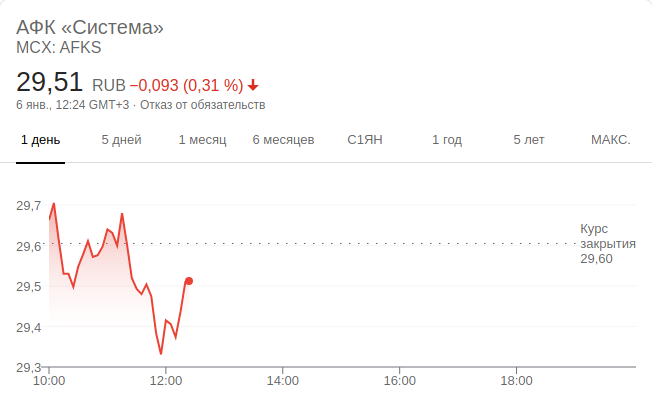 АФК «Система»
MCX: AFKS
29,51 RUB −0,093 (0,31 %)
6 янв., 12:24 GMT+3 · Отказ от обязательств
1 день 5 дней 1 месяц 6 месяцев С1ЯН 1 год 5 лет МАКС.
29,7
Курс
29,6 закрытия
29,60
29,5
29,4
29,3
10:00 12:00 14:00 16:00 18:00